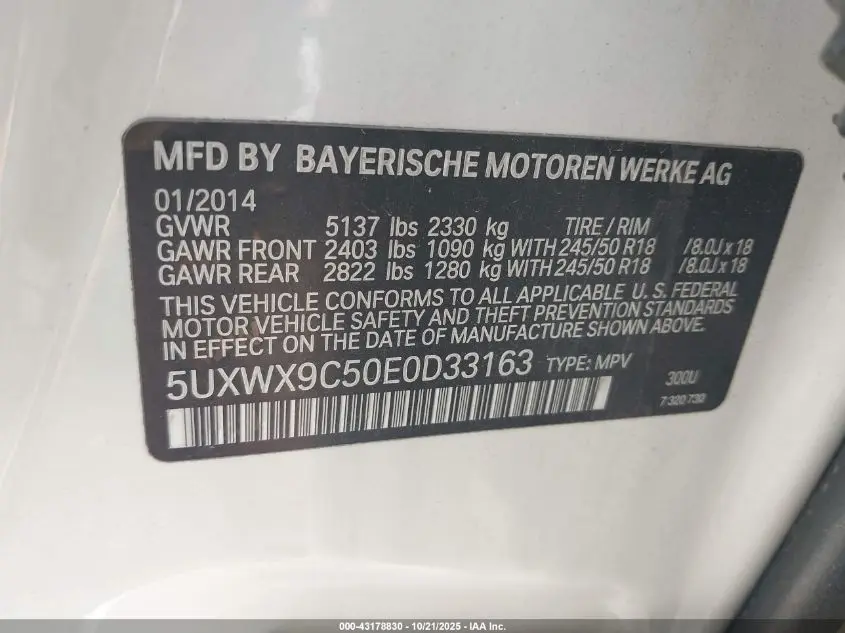 MFD BY BAYERISCHE MOTOREN WERKE AG
01/2014
GVWR 5137 lbs 2330 kg TIRE / RIM
GAWR FRONT 2403 lbs 1090 kg WITH 245/50 R18 /8.0J x 18
GAWR REAR 2822 lbs 1280 kg WITH 245/50 R18 /8.0J x 18
THIS VEHICLE CONFORMS TO ALL APPLICABLE U. S. FEDERAL
MOTOR VEHICLE SAFETY AND THEFT PREVENTION STANDARDS
IN EFFECT ON THE DATE OF MANUFACTURE SHOWN ABOVE.
5UXWX9C50E0D33163 TYPE: MPV 300U
7 320 730
000-43178830 - 10/21/2025 - IAA Inc.